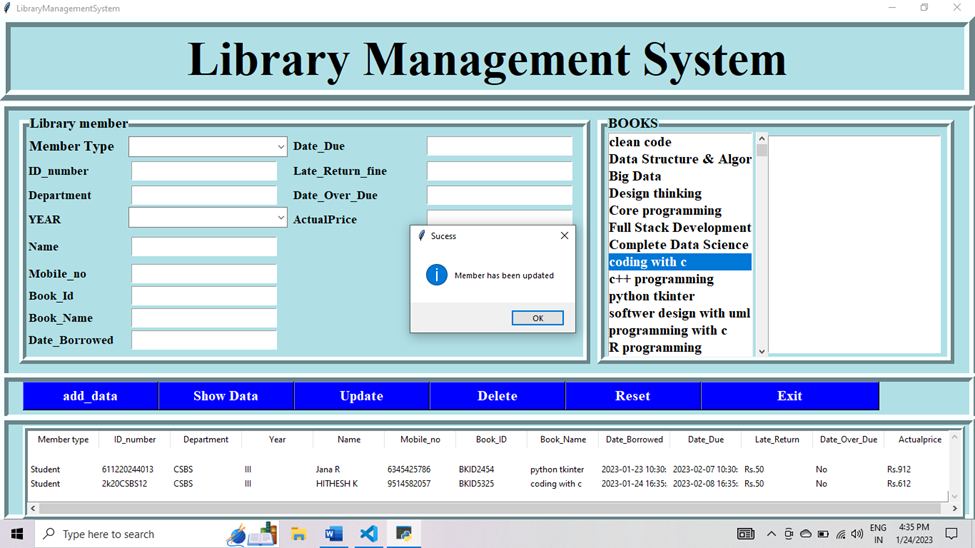 LibraryManagementSystem
Library Management System
Library member
Member Type
ID_number
Department
YEAR
Name
Mobile_no
Book_Id
Book_Name
Date_Borrowed
Date_Due
Late_Return_fine
Date_Over_Due
ActualPrice
Sucess
Member has been updated
OK
BOOKS
clean code
Data Structure & Algor
Big Data
Design thinking
Core programming
Full Stack Development
Complete Data Science
coding with c
c++ programming
python tkinter
softwer design with uml
programming with c
R programming
add_data Show Data Update Delete Reset Exit
Member type ID_number Department Year Name Mobile_no Book_ID Book_Name Date_Borrowed Date_Due Late_Return Date_Over_Due Actualprice
Student 611220244013 CSBS III Jana R 6345425786 BKID2454 python tkinter 2023-01-23 10:30: 2023-02-07 10:30: Rs.50 No Rs.912
Student 2k20CSBS12 CSBS III HITHESH K 9514582057 BKID5325 coding with c 2023-01-24 16:35: 2023-02-08 16:35: Rs.50 No Rs.612
Type here to search
ENG
IN
4:35 PM
1/24/2023